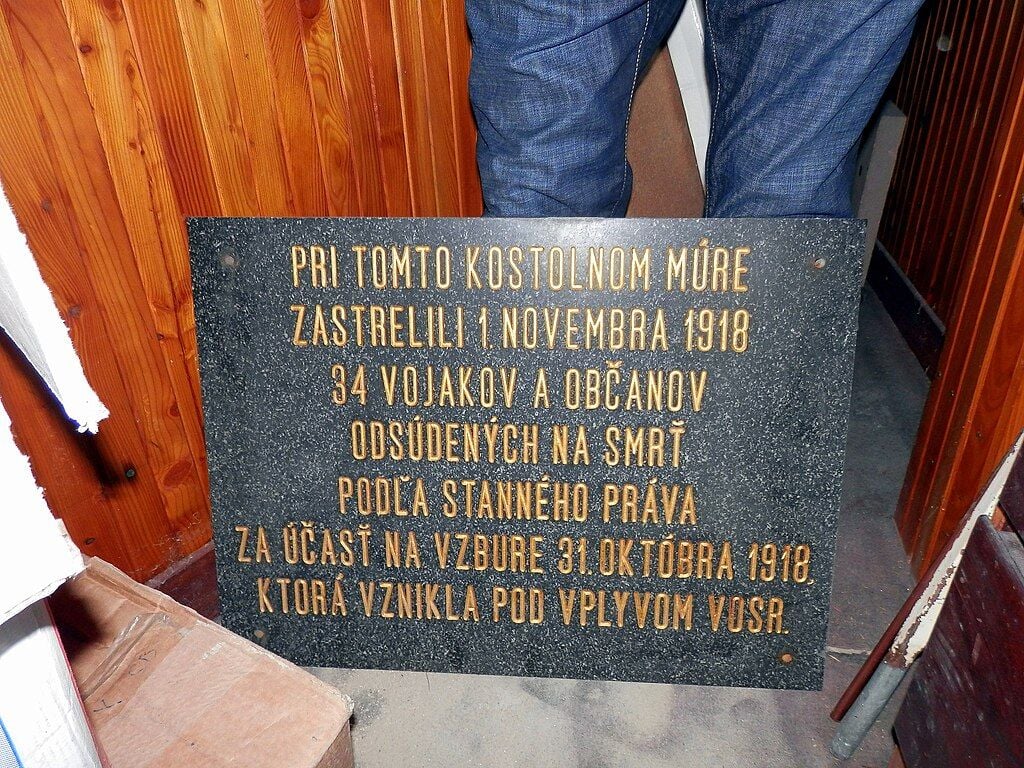 PRI TOMTO KOSTOLNOM MÚRE
ZASTRELILI 1. NOVEMBRA 1918
34 VOJAKOV A OBČANOV
ODSÚDENÝCH NA SMRŤ
PODĽA STANNÉHO PRÁVA
ZA ÚČASŤ NA VZBURE 31. OKTÓBRA 1918,
KTORÁ VZNIKLA POD VPLYVOM VOSR.